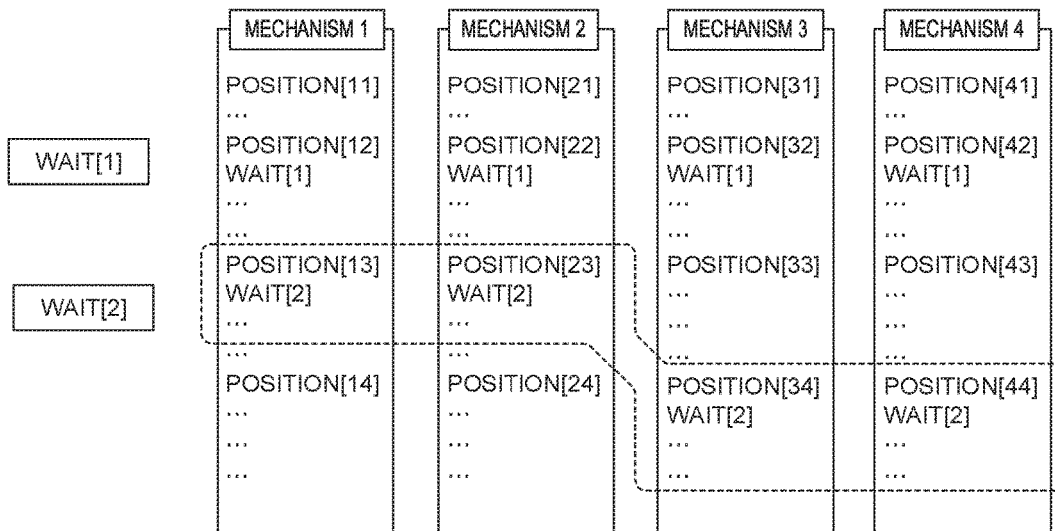 MECHANISM 1
MECHANISM 2
MECHANISM 3
MECHANISM 4
WAIT[1]
WAIT[2]
POSITION[11]
...
POSITION[12]
WAIT[1]
...
...
POSITION[13]
WAIT[2]
...
...
POSITION[14]
...
...
...
POSITION[21]
...
POSITION[22]
WAIT[1]
...
...
POSITION[23]
WAIT[2]
...
...
POSITION[24]
...
...
...
POSITION[31]
...
POSITION[32]
WAIT[1]
...
...
POSITION[33]
...
...
...
POSITION[34]
WAIT[2]
...
...
POSITION[41]
...
POSITION[42]
WAIT[1]
...
...
POSITION[43]
...
...
...
POSITION[44]
WAIT[2]
...
...